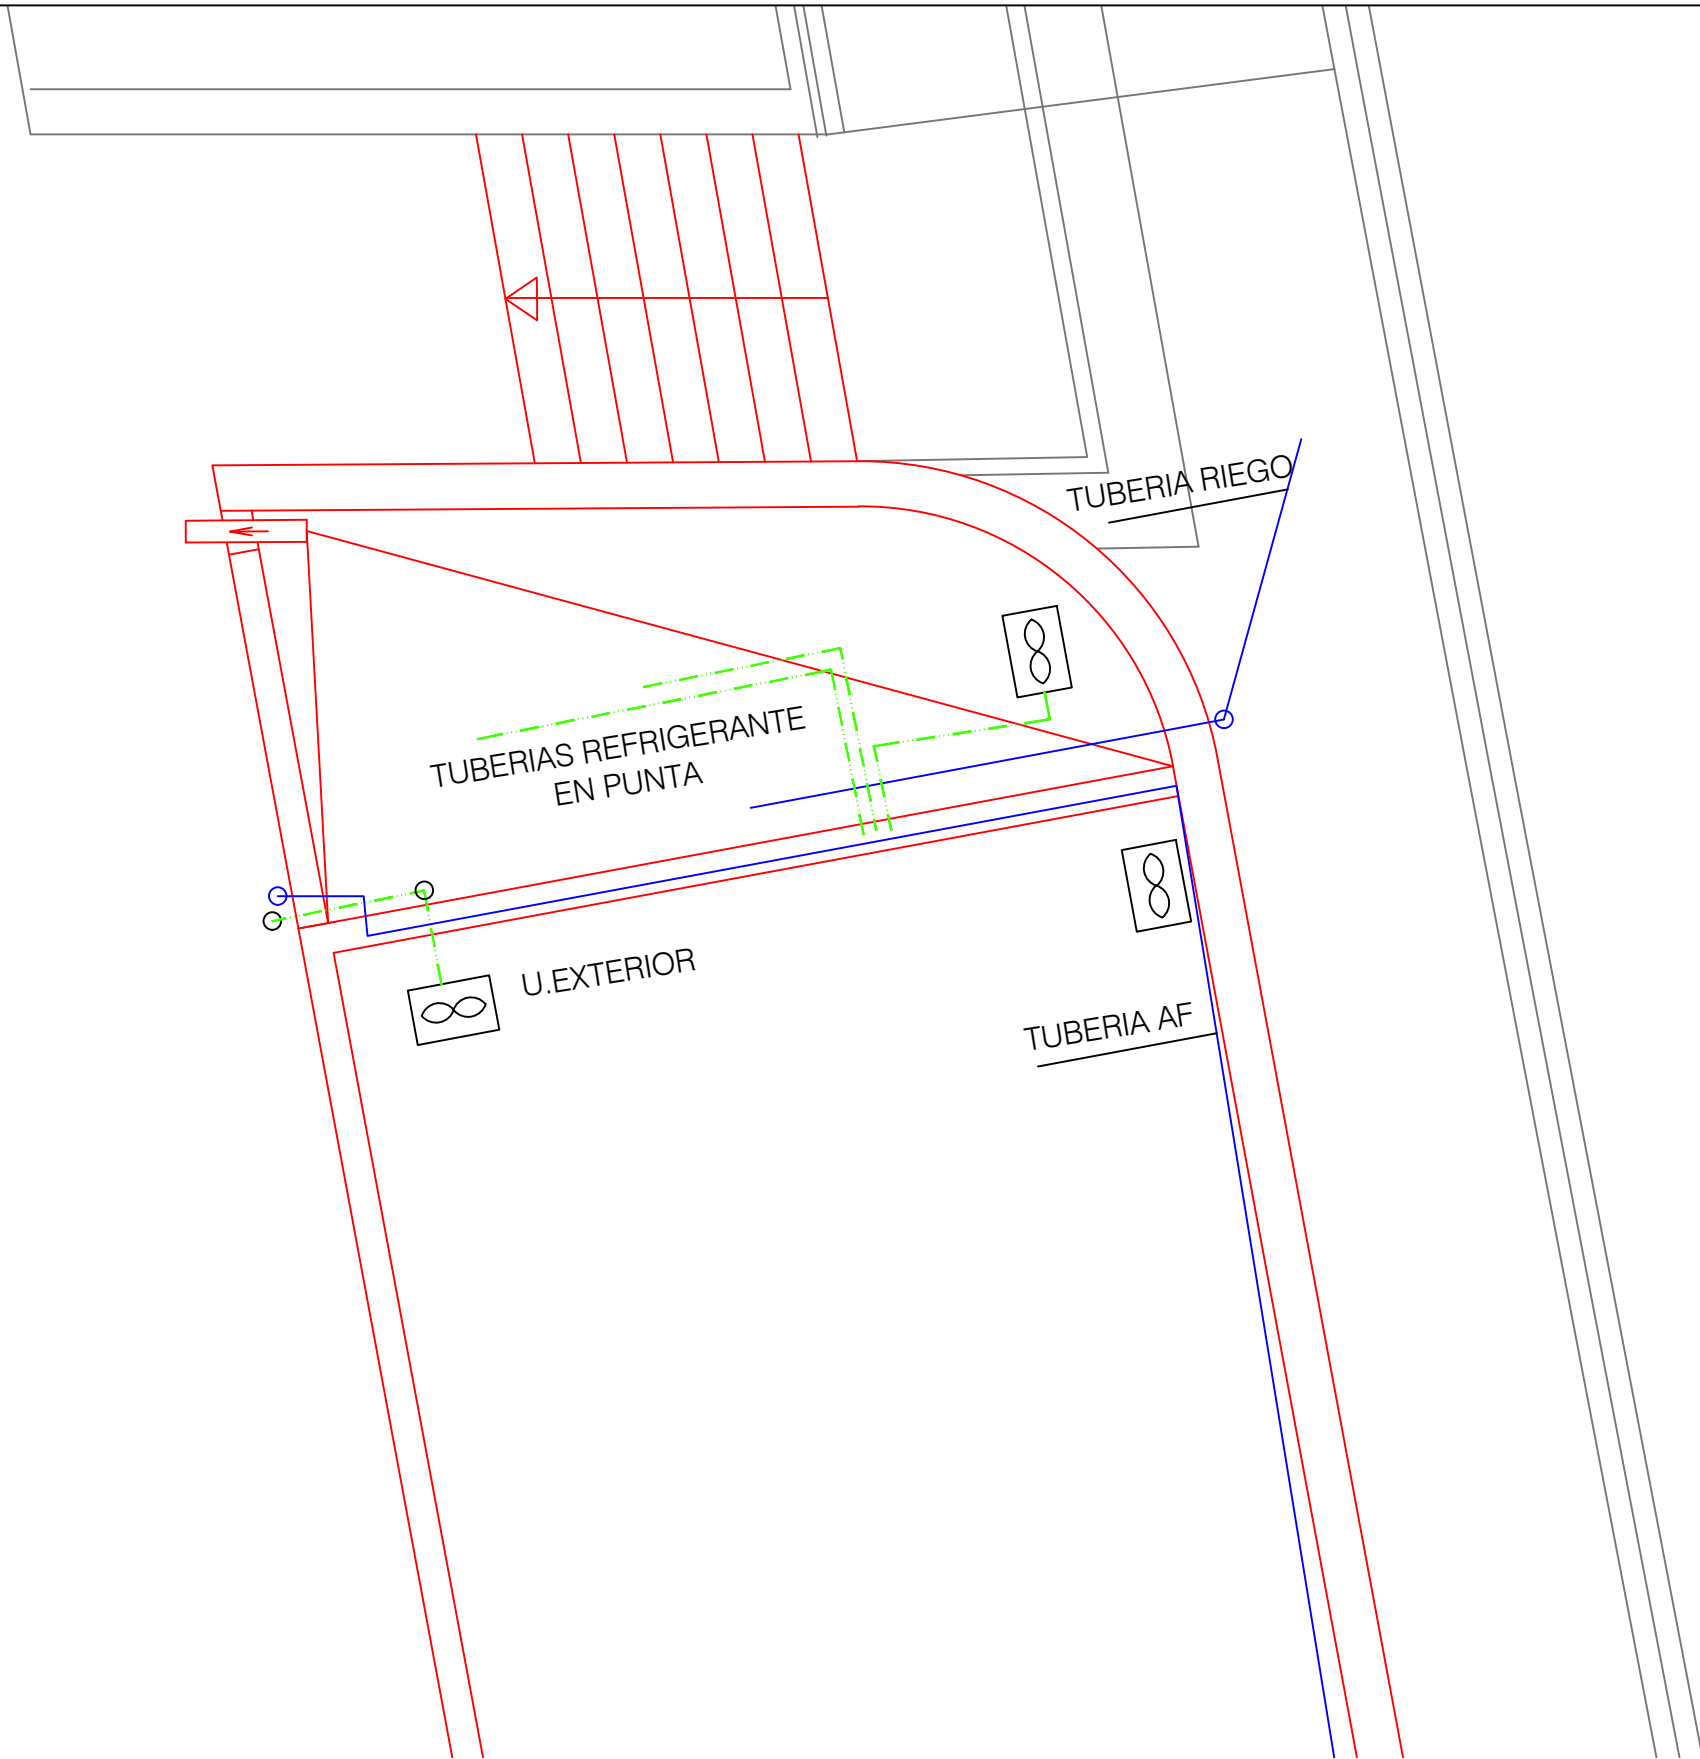 TUBERIA RIEGO
TUBERIAS REFRIGERANTE
EN PUNTA
U.EXTERIOR
TUBERIA AF